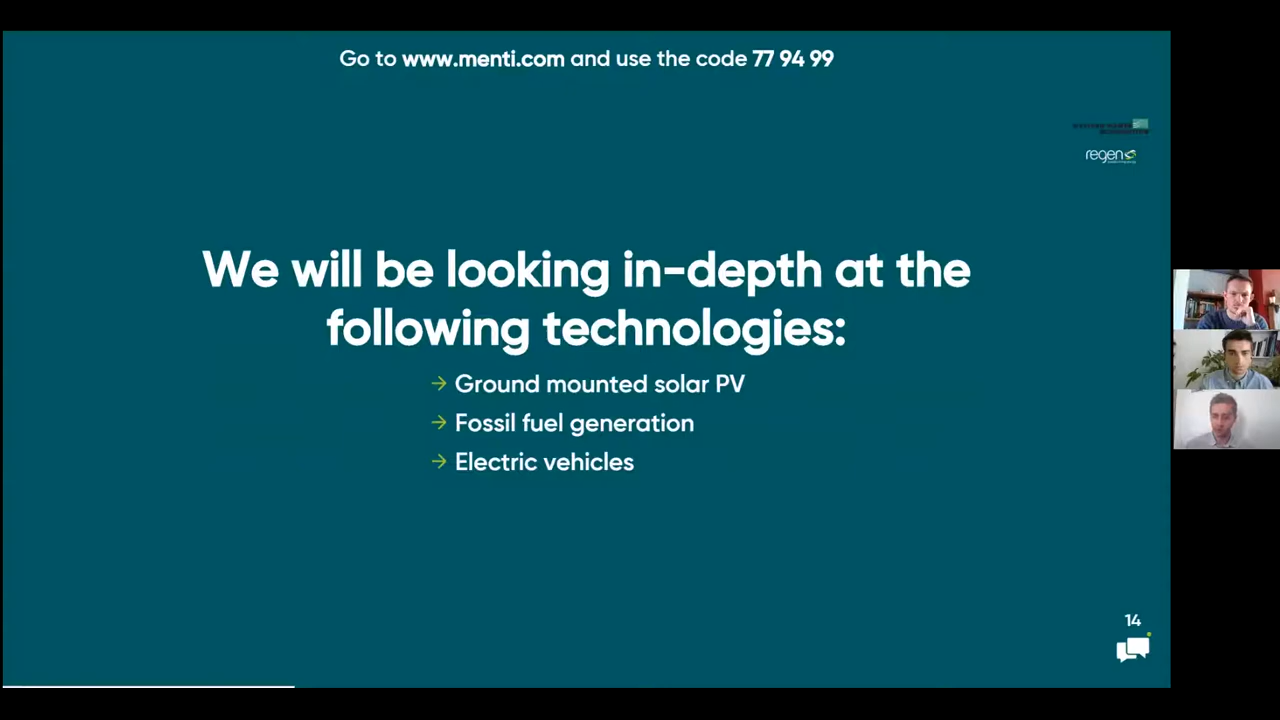 Go to www.menti.com and use the code 77 94 99
regen
We will be looking in-depth at the
following technologies:
→ Ground mounted solar PV
→ Fossil fuel generation
→ Electric vehicles
14